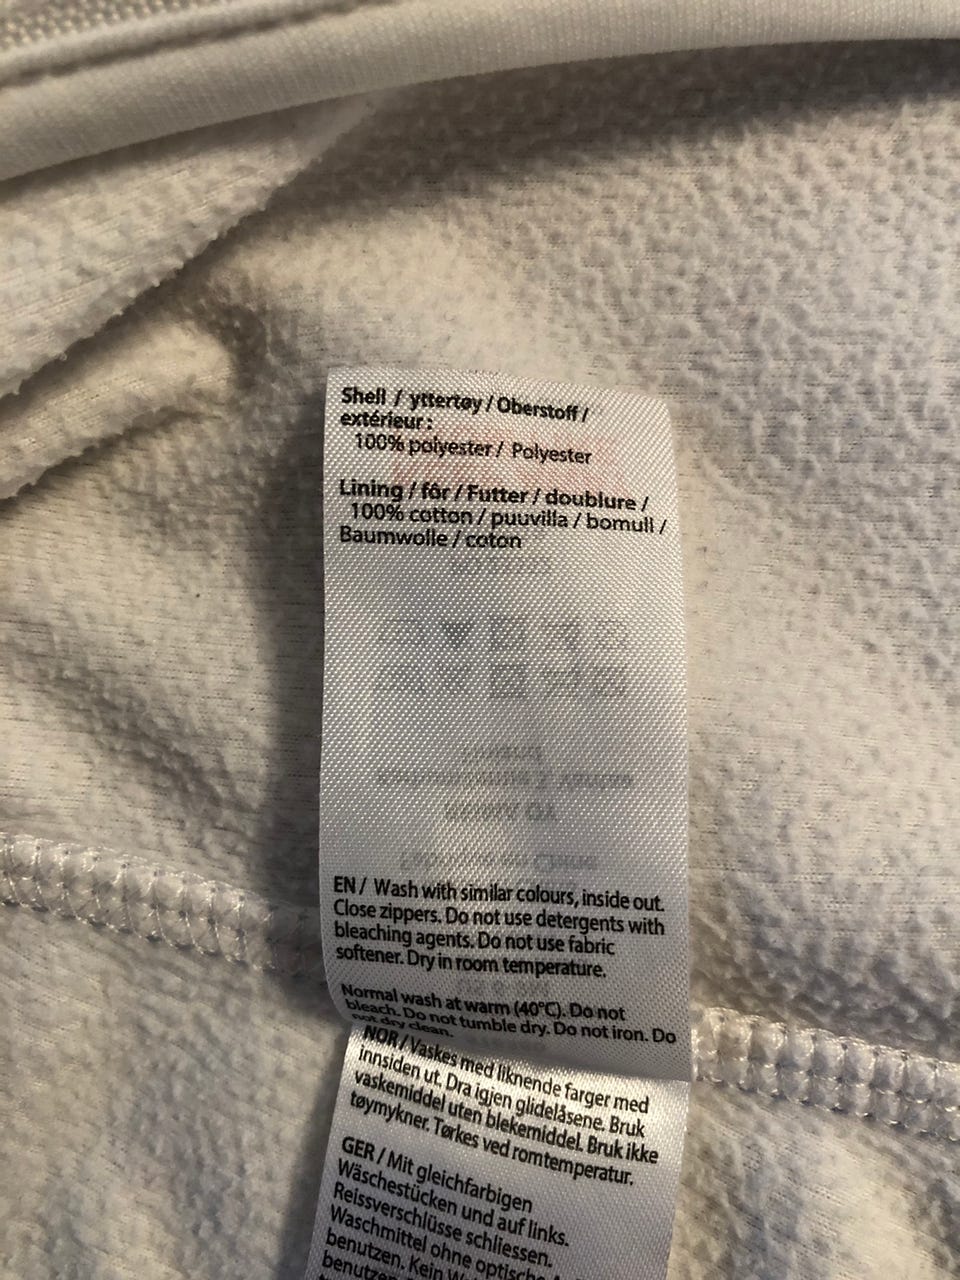 Shell / yttertøy / Oberstoff /
extérieur :
100% polyester / Polyester
Lining / fôr / Futter / doublure /
100% cotton / puuvilla / bomull /
Baumwolle / coton
EN / Wash with similar colours, inside out.
Close zippers. Do not use detergents with
bleaching agents. Do not use fabric
softener. Dry in room temperature.
Normal wash at warm (40°C). Do not
bleach. Do not tumble dry. Do not iron. Do
not dry clean.
NOR / Vaskes med liknende farger med
innsiden ut. Dra igjen glidelåsene. Bruk
vaskemiddel uten blekemiddel. Bruk ikke
tøymykner. Tørkes ved romtemperatur.
GER / Mit gleichfarbigen
Wäschestücken und auf links.
Reissverschlüsse schliessen.
Waschmittel ohne optische
benutzen. Kein